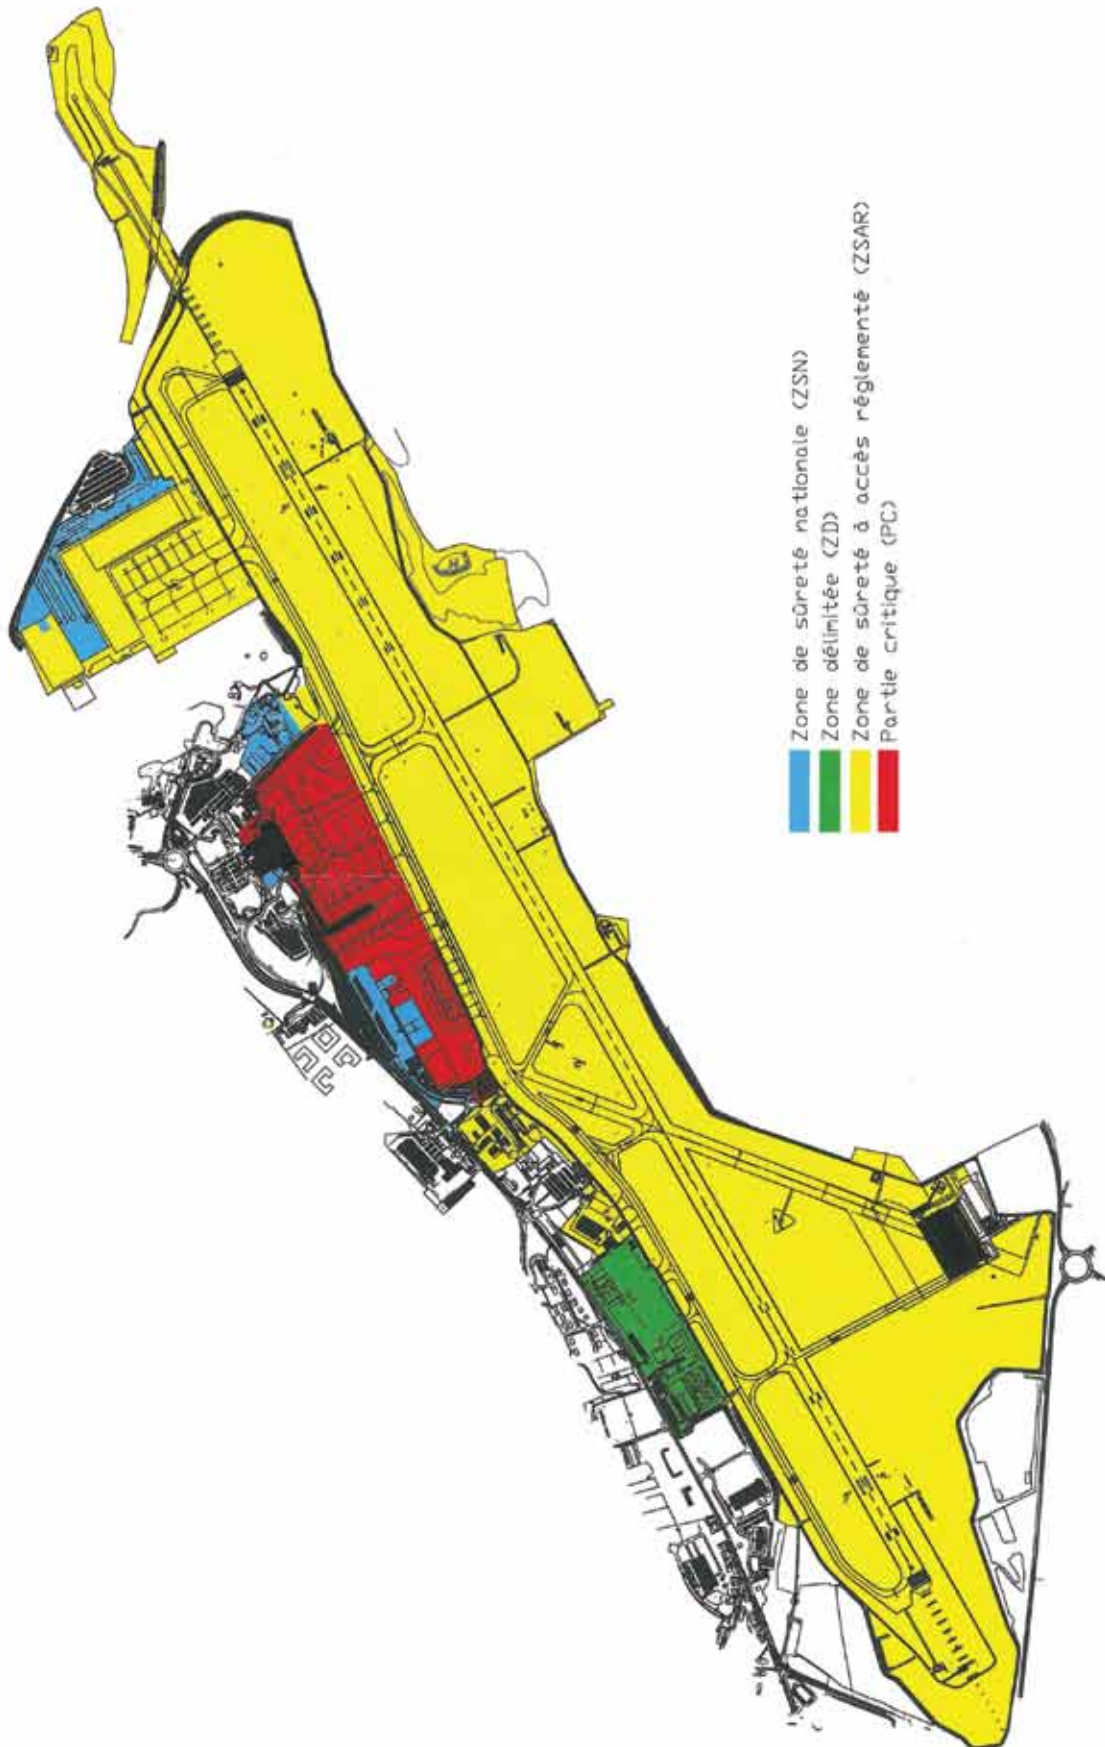 Zone de sûreté nationale (ZSN)
Zone délimitée (ZD)
Zone de sûreté à accès réglementé (ZSAR)
Partie critique (PC)